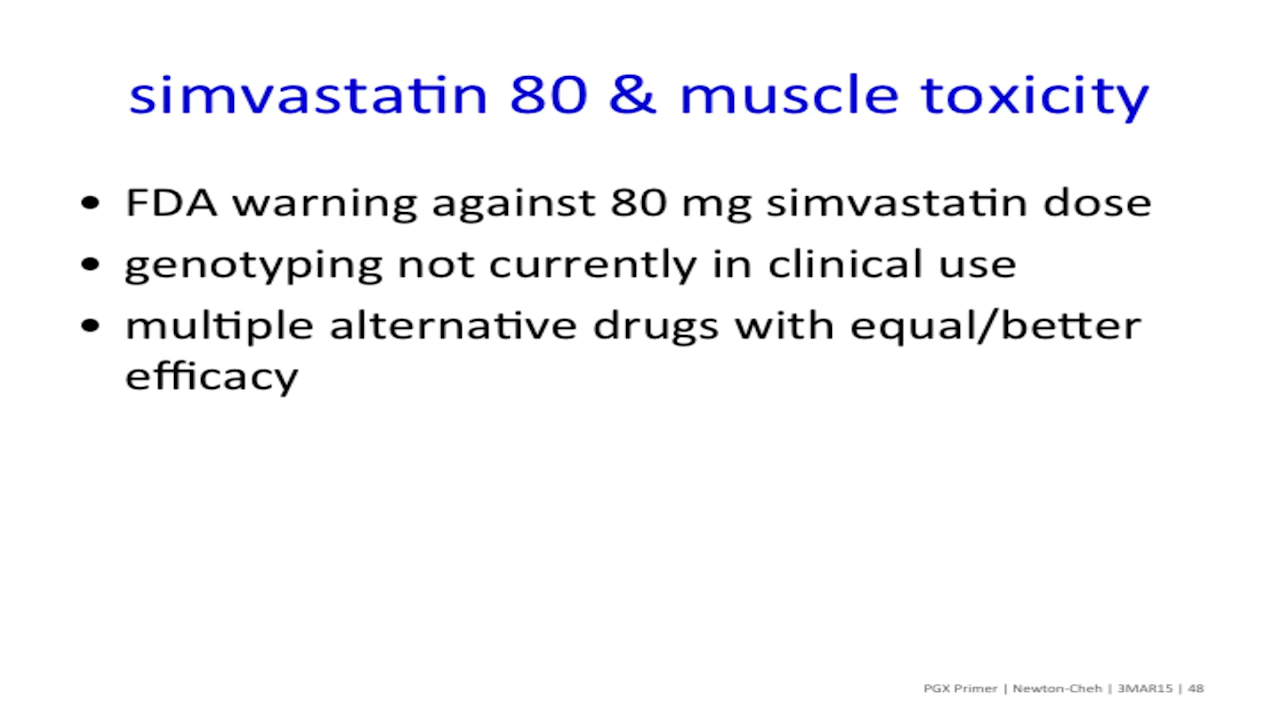 simvastatin 80 & muscle toxicity
• FDA warning against 80 mg simvastatin dose
• genotyping not currently in clinical use
• multiple alternative drugs with equal/better
efficacy
PGX Primer | Newton-Cheh | 3MAR15 | 48